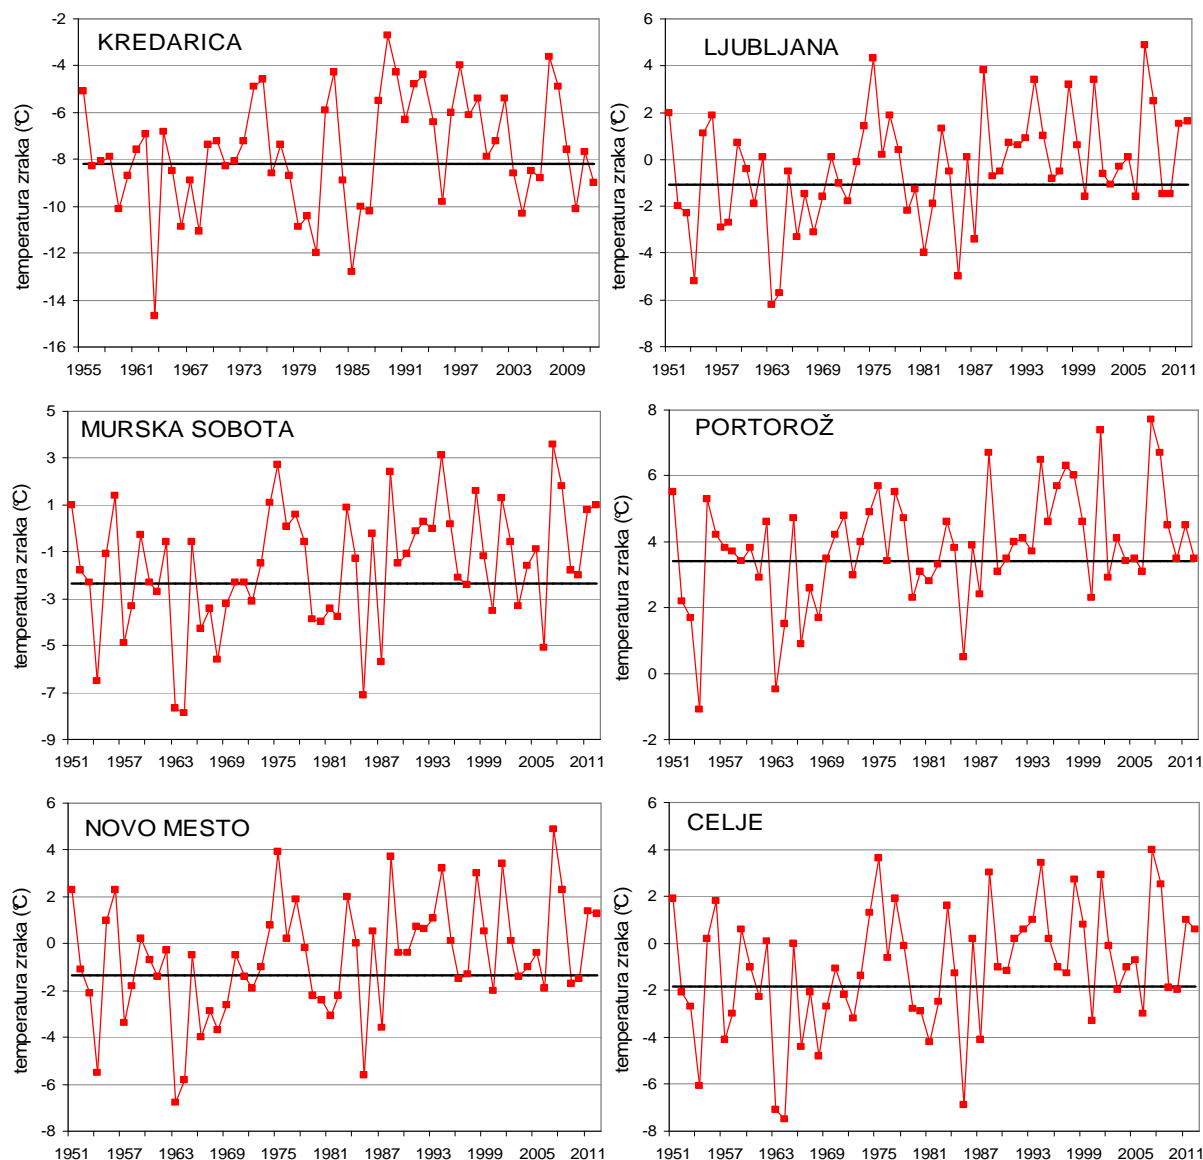 KREDARICA
temperatura zraka (°C)
-2
-4
-6
-8
-10
-12
-14
-16
1955 1961 1967 1973 1979 1985 1991 1997 2003 2009
LJUBLJANA
temperatura zraka (°C)
6
4
2
0
-2
-4
-6
-8
1951 1957 1963 1969 1975 1981 1987 1993 1999 2005 2011
MURSKA SOBOTA
temperatura zraka (°C)
5
3
1
-1
-3
-5
-7
-9
1951 1957 1963 1969 1975 1981 1987 1993 1999 2005 2011
PORTOROŽ
temperatura zraka (°C)
8
6
4
2
0
-2
1951 1957 1963 1969 1975 1981 1987 1993 1999 2005 2011
NOVO MESTO
temperatura zraka (°C)
6
4
2
0
-2
-4
-6
-8
1951 1957 1963 1969 1975 1981 1987 1993 1999 2005 2011
CELJE
temperatura zraka (°C)
6
4
2
0
-2
-4
-6
-8
1951 1957 1963 1969 1975 1981 1987 1993 1999 2005 2011